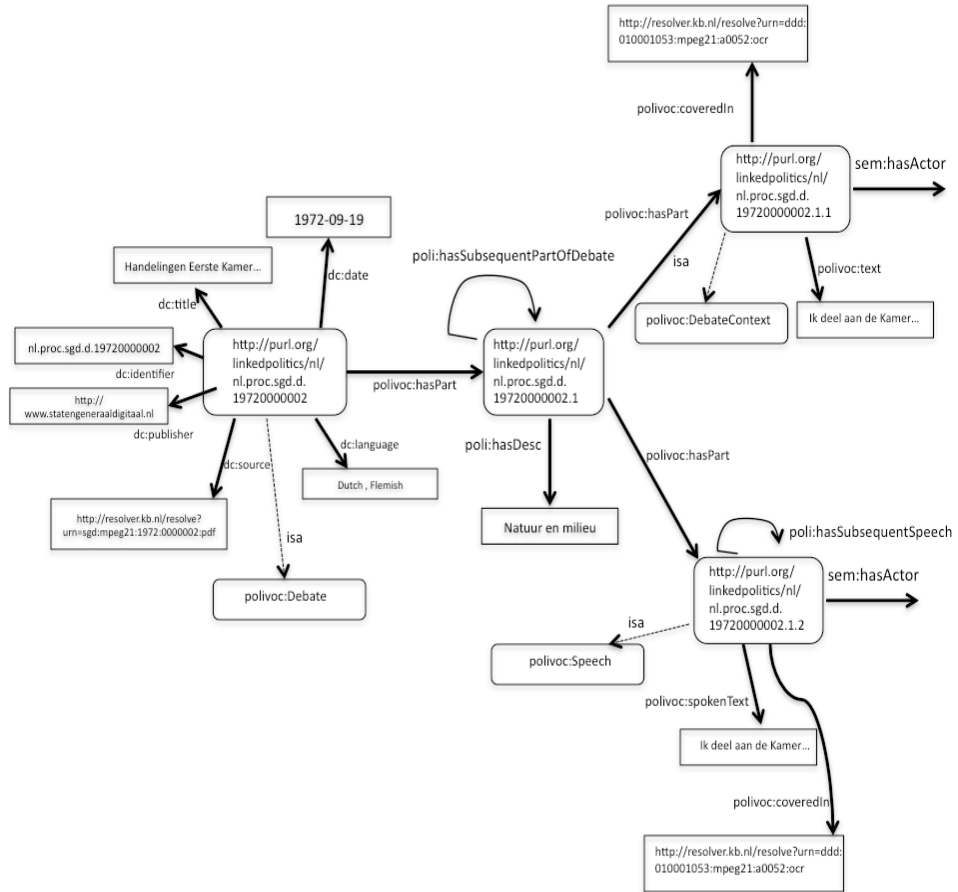 http://resolver.kb.nl/resolve?urn=ddd:
010001053:mpeg21:a0052:ocr
polivoc:coveredIn
http://purl.org/
linkedpolitics/nl/
nl.proc.sgd.d.
19720000002.1.1
sem:hasActor
polivoc:hasPart
isa
polivoc:text
polivoc:DebateContext
Ik deel aan de Kamer...
1972-09-19
Handelingen Eerste Kamer...
dc:date
dc:title
nl.proc.sgd.d.19720000002
dc:identifier
http://
www.statengeneraaldigitaal.nl
dc:publisher
http://purl.org/
linkedpolitics/nl/
nl.proc.sgd.d.
19720000002
dc:source
dc:language
Dutch , Flemish
http://resolver.kb.nl/resolve?
urn=sgd:mpeg21:1972:0000002:pdf
isa
polivoc:Debate
polivoc:hasPart
poli:hasSubsequentPartOfDebate
http://purl.org/
linkedpolitics/nl/
nl.proc.sgd.d.
19720000002.1
poli:hasDesc
Natuur en milieu
polivoc:hasPart
poli:hasSubsequentSpeech
http://purl.org/
linkedpolitics/nl/
nl.proc.sgd.d.
19720000002.1.2
sem:hasActor
isa
polivoc:Speech
polivoc:spokenText
Ik deel aan de Kamer...
polivoc:coveredIn
http://resolver.kb.nl/resolve?urn=ddd:
010001053:mpeg21:a0052:ocr